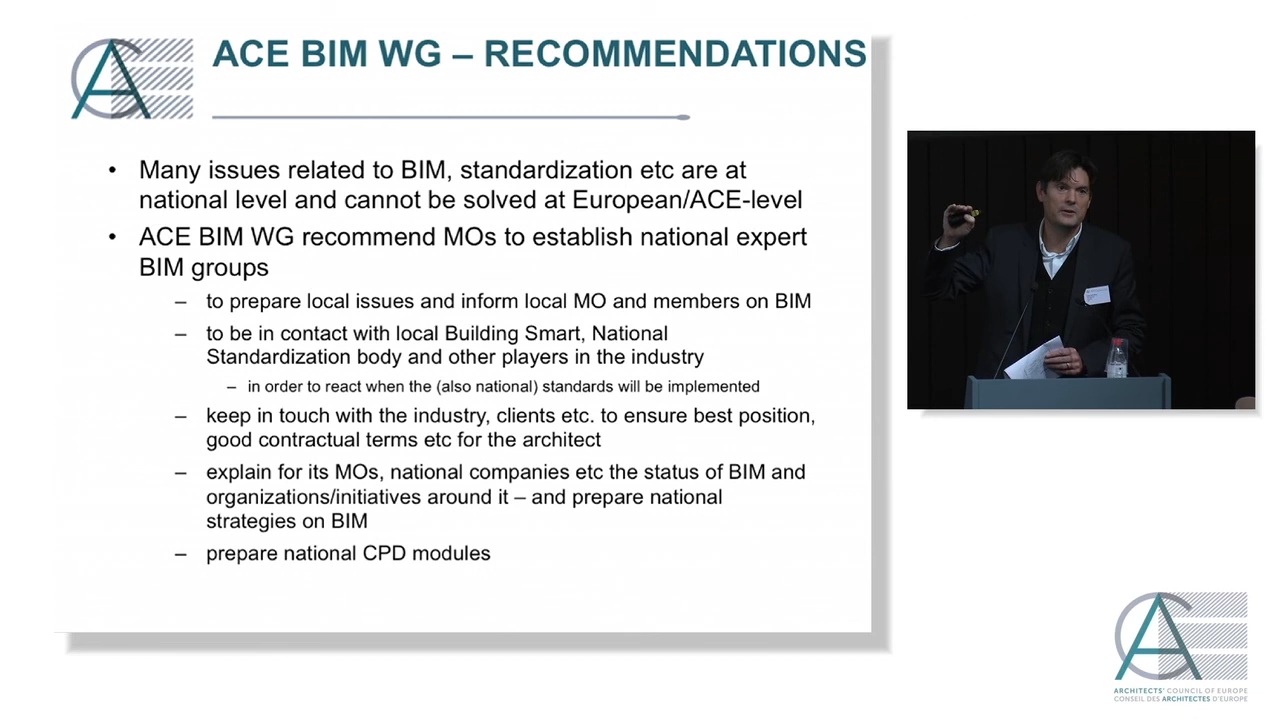 ACE BIM WG – RECOMMENDATIONS
• Many issues related to BIM, standardization etc are at
national level and cannot be solved at European/ACE-level
• ACE BIM WG recommend MOs to establish national expert
BIM groups
– to prepare local issues and inform local MO and members on BIM
– to be in contact with local Building Smart, National
Standardization body and other players in the industry
– in order to react when the (also national) standards will be implemented
– keep in touch with the industry, clients etc. to ensure best position,
good contractual terms etc for the architect
– explain for its MOs, national companies etc the status of BIM and
organizations/initiatives around it – and prepare national
strategies on BIM
– prepare national CPD modules
ACE
ARCHITECTS' COUNCIL OF EUROPE
CONSEIL DES ARCHITECTES D'EUROPE